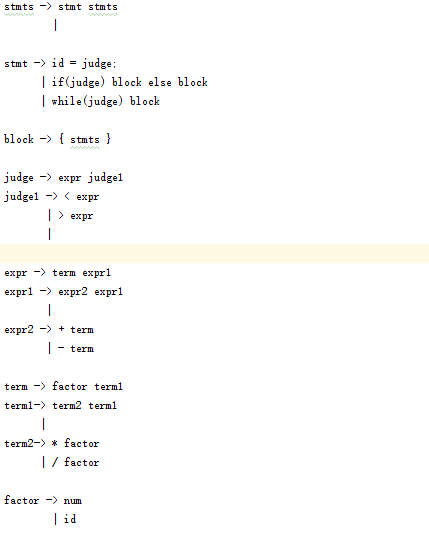 stmts -> stmt stmts
|
stmt -> id = judge;
| if(judge) block else block
| while(judge) block
block -> { stmts }
judge -> expr judge1
judge1 -> < expr
| > expr
|
expr -> term expr1
expr1 -> expr2 expr1
|
expr2 -> + term
| - term
term -> factor term1
term1-> term2 term1
|
term2-> * factor
| / factor
factor -> num
| id